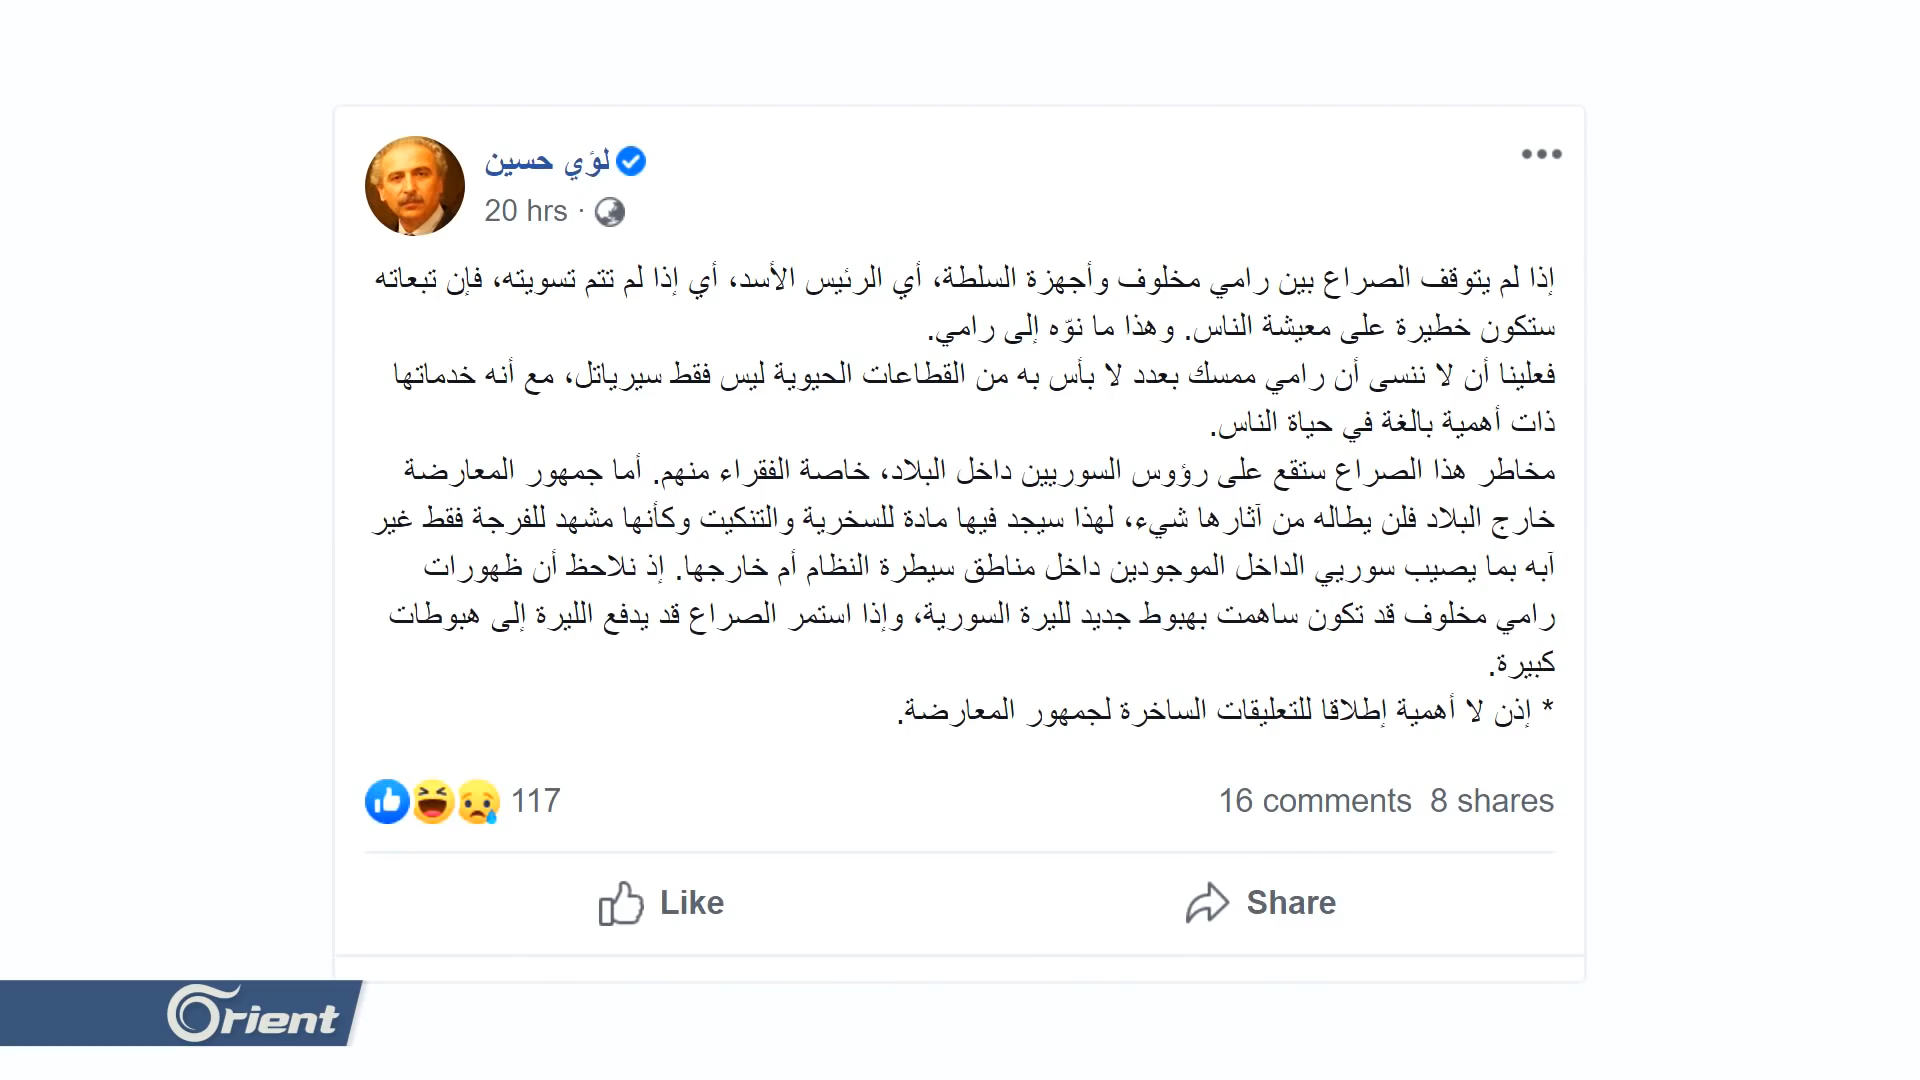 لؤي حسين
20 hrs ·
إذا لم يتوقف الصراع بين رامي مخلوف وأجهزة السلطة، أي الرئيس الأسد، أي إذا لم تتم تسويته، فإن تبعاته
ستكون خطيرة على معيشة الناس. وهذا ما نوّه إلى رامي.
فعلينا أن لا ننسى أن رامي ممسك بعدد لا بأس به من القطاعات الحيوية ليس فقط سيرياتل، مع أنه خدماتها
ذات أهمية بالغة في حياة الناس.
مخاطر هذا الصراع ستقع على رؤوس السوريين داخل البلاد، خاصة الفقراء منهم. أما جمهور المعارضة
خارج البلاد فلن يطاله من آثارها شيء، لهذا سيجد فيها مادة للسخرية والتنكيت وكأنها مشهد للفرجة فقط غير
آبه بما يصيب سوريي الداخل الموجودين داخل مناطق سيطرة النظام أم خارجها. إذ نلاحظ أن ظهورات
رامي مخلوف قد تكون ساهمت بهبوط جديد لليرة السورية، وإذا استمر الصراع قد يدفع الليرة إلى هبوطات
كبيرة.
* إذن لا أهمية إطلاقا للتعليقات الساخرة لجمهور المعارضة.
117
16 comments 8 shares
Like
Share
Orient